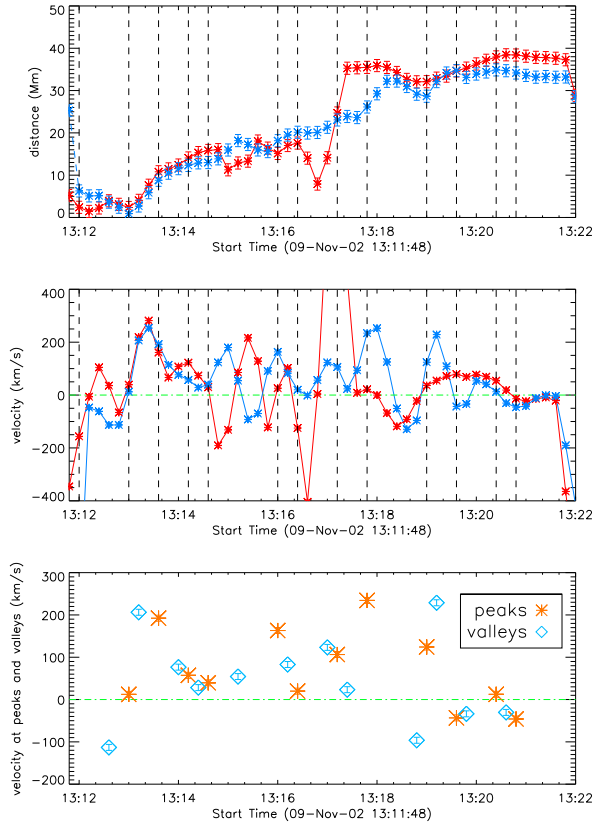 50
40
30
20
10
0
distance (Mm)
13:12 13:14 13:16 13:18 13:20 13:22
Start Time (09-Nov-02 13:11:48)
400
200
0
-200
-400
velocity (km/s)
13:12 13:14 13:16 13:18 13:20 13:22
Start Time (09-Nov-02 13:11:48)
300
200
100
0
-100
-200
velocity at peaks and valleys (km/s)
peaks
valleys
13:12 13:14 13:16 13:18 13:20 13:22
Start Time (09-Nov-02 13:11:48)